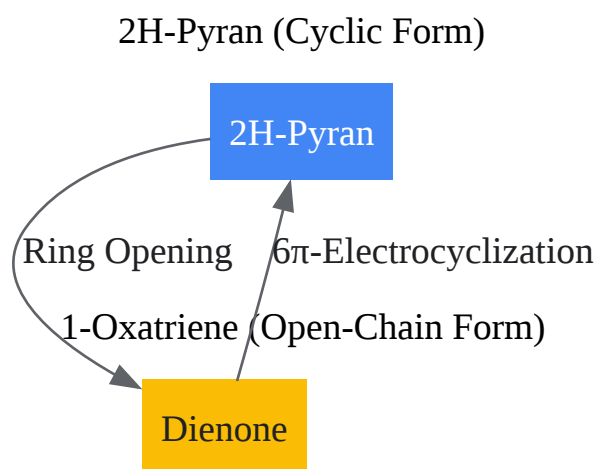 2H-Pyran (Cyclic Form)
2H-Pyran
Ring Opening
6π-Electrocyclization
1-Oxatriene (Open-Chain Form)
Dienone